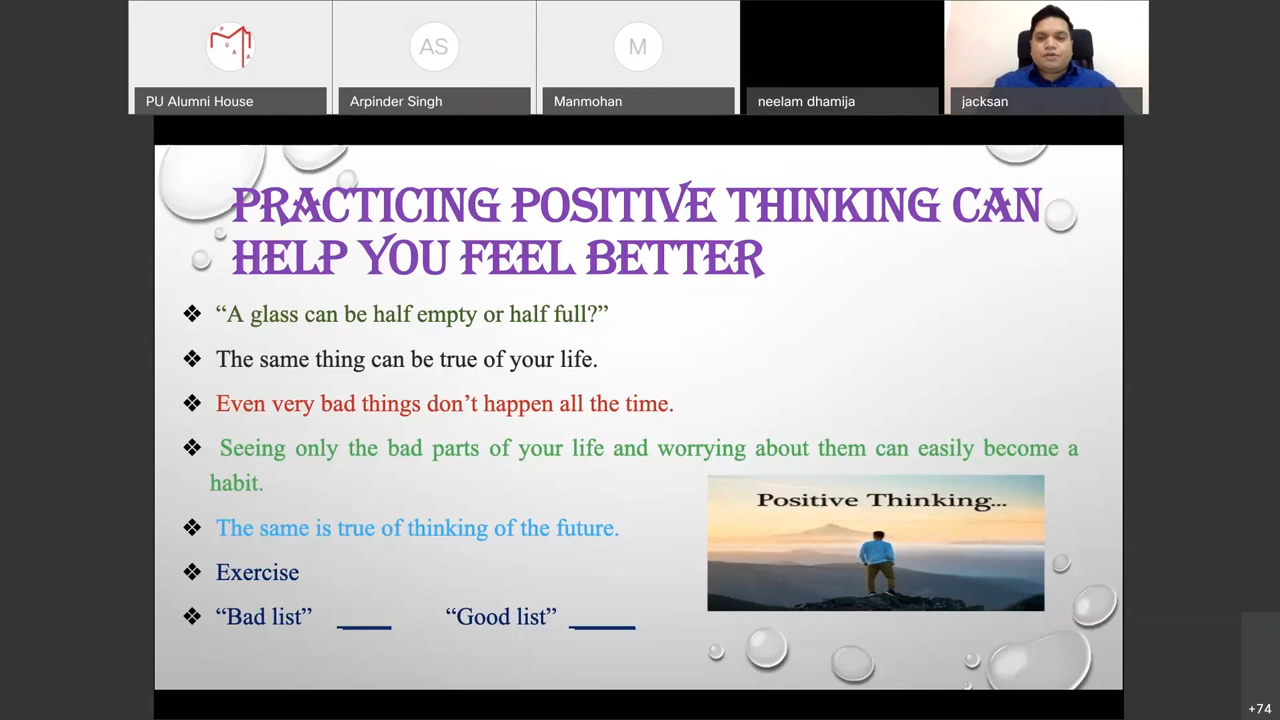 P
U
A
A
AS
M
PU Alumni House
Arpinder Singh
Manmohan
neelam dhamija
jacksan
PRACTICING POSITIVE THINKING CAN
HELP YOU FEEL BETTER
❖ “A glass can be half empty or half full?”
❖ The same thing can be true of your life.
❖ Even very bad things don’t happen all the time.
❖ Seeing only the bad parts of your life and worrying about them can easily become a
habit.
Positive Thinking...
❖ The same is true of thinking of the future.
❖ Exercise
❖ “Bad list” ____ “Good list” _____
+74